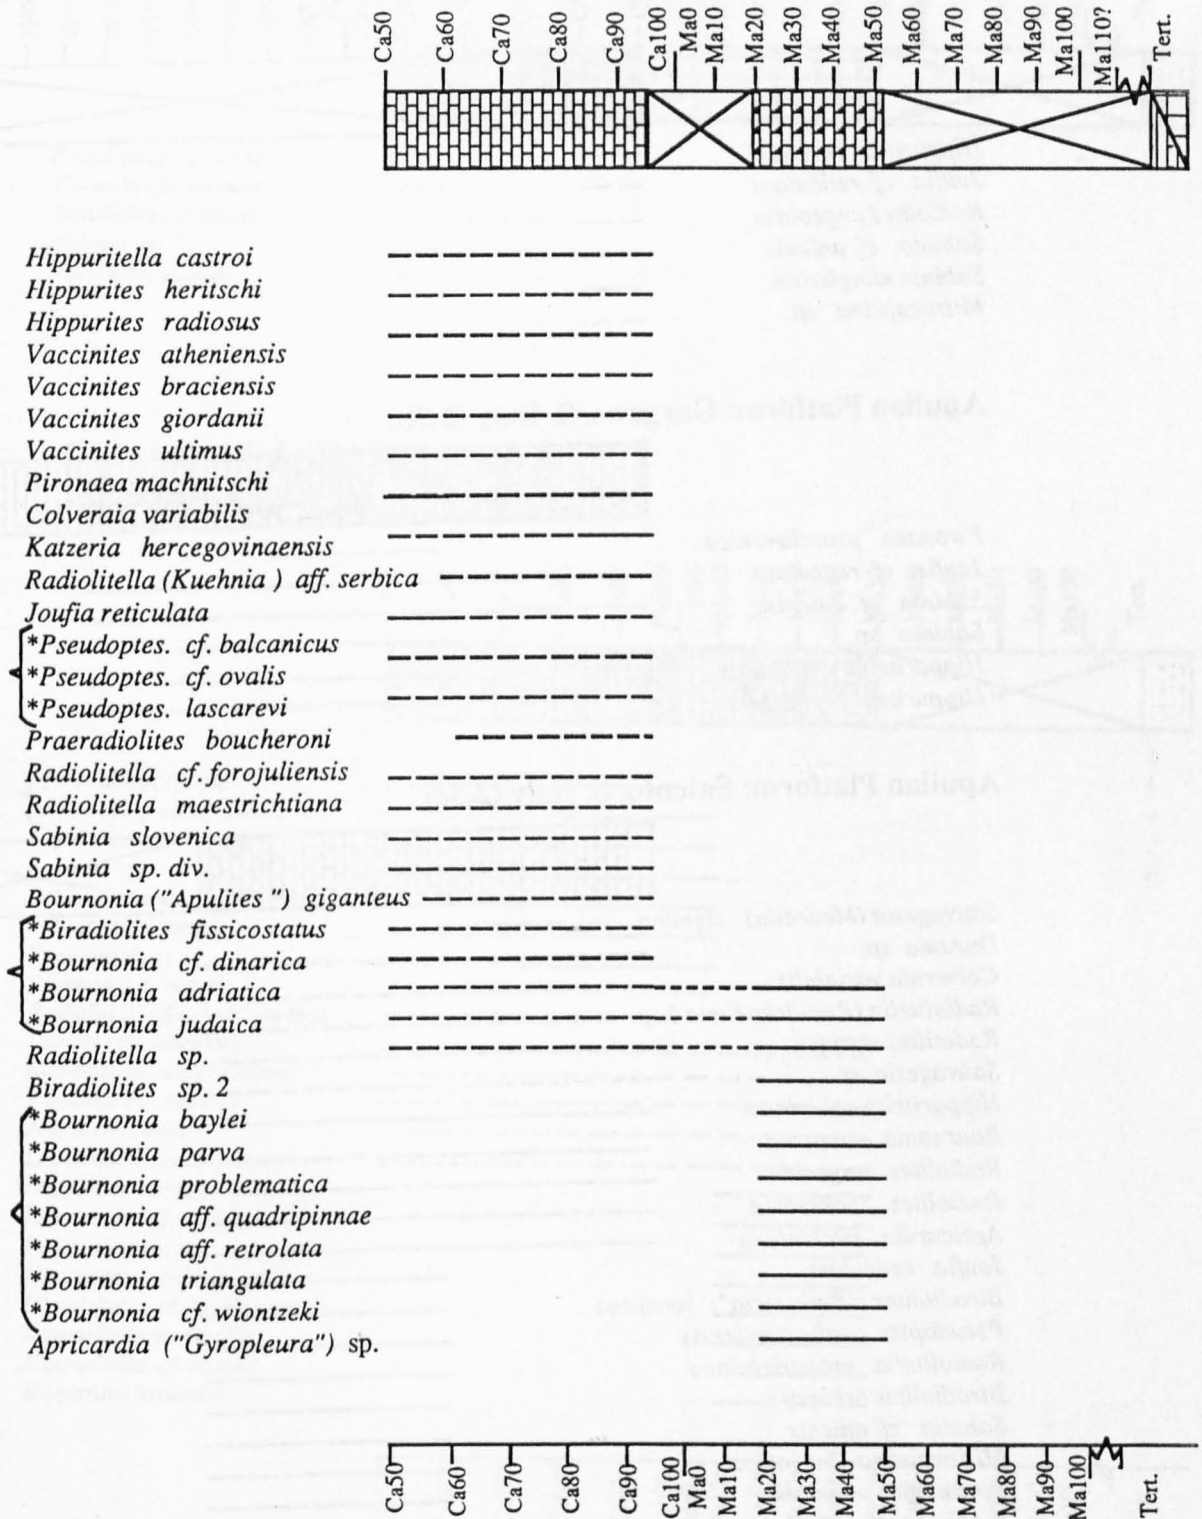 Ca50 Ca60 Ca70 Ca80 Ca90 Ca100 Ma0 Ma10 Ma20 Ma30 Ma40 Ma50 Ma60 Ma70 Ma80 Ma90 Ma100 Ma110? Tert.
Hippuritella castroi
Hippurites heritschi
Hippurites radiosus
Vaccinites atheniensis
Vaccinites braciensis
Vaccinites giordanii
Vaccinites ultimus
Pironaea machnitschi
Colveraia variabilis
Katzeria hercegovinaensis
Radiolitella (Kuehnia ) aff. serbica
Joufia reticulata
*Pseudoptes. cf. balcanicus
*Pseudoptes. cf. ovalis
*Pseudoptes. lascarevi
Praeradiolites boucheroni
Radiolitella cf. forojuliensis
Radiolitella maestrichtiana
Sabinia slovenica
Sabinia sp. div.
Bournonia ("Apulites ") giganteus
*Biradiolites fissicostatus
*Bournonia cf. dinarica
*Bournonia adriatica
*Bournonia judaica
Radiolitella sp.
Biradiolites sp. 2
*Bournonia baylei
*Bournonia parva
*Bournonia problematica
*Bournonia aff. quadripinnae
*Bournonia aff. retrolata
*Bournonia triangulata
*Bournonia cf. wiontzeki
Apricardia ("Gyropleura") sp.
Ca50 Ca60 Ca70 Ca80 Ca90 Ca100 Ma0 Ma10 Ma20 Ma30 Ma40 Ma50 Ma60 Ma70 Ma80 Ma90 Ma100 Tert.